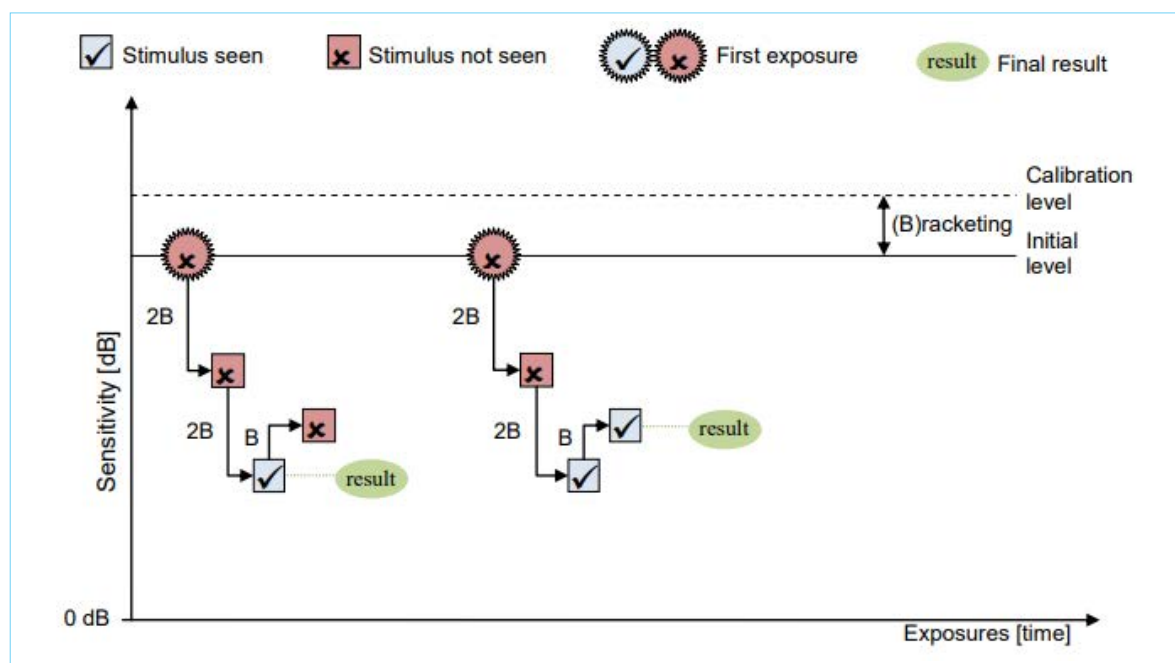 Stimulus seen
Stimulus not seen
First exposure
result
Final result
Calibration
level
(B)racketing
Initial
level
2B
2B
2B
B
2B
B
result
result
Sensitivity [dB]
0 dB
Exposures [time]